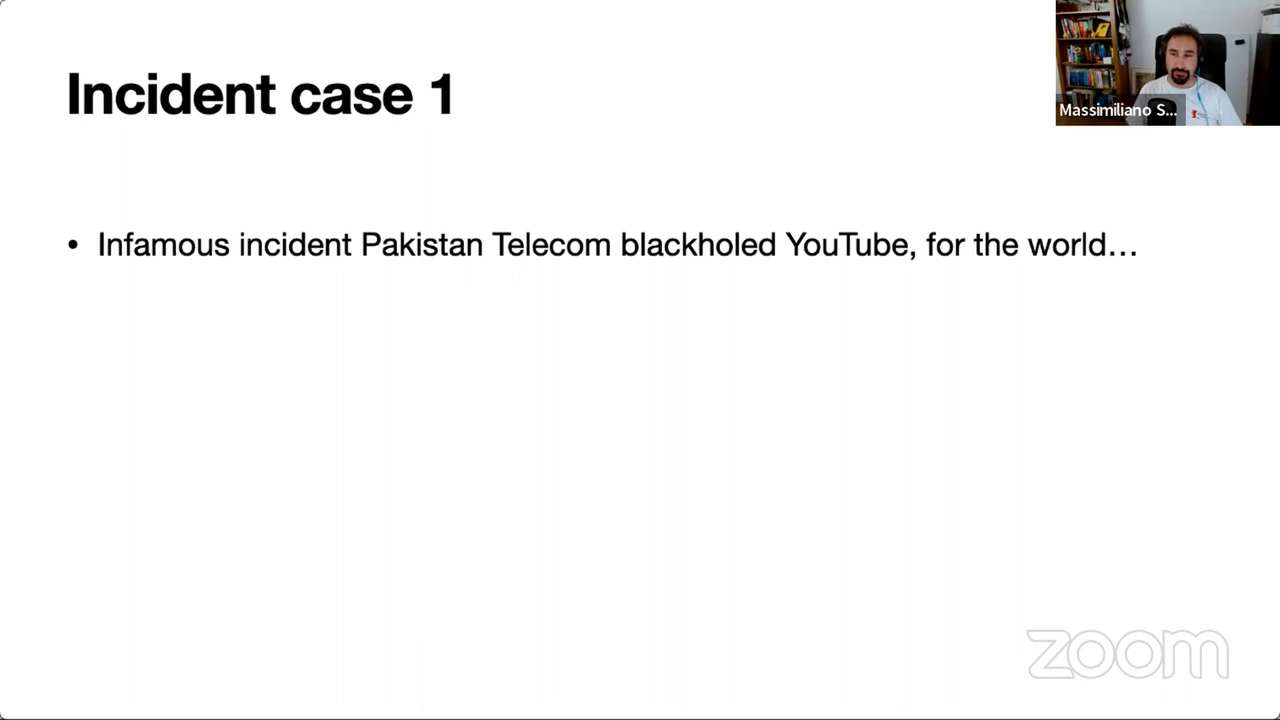 Incident case 1
Massimiliano S...
• Infamous incident Pakistan Telecom blackholed YouTube, for the world…
zoom